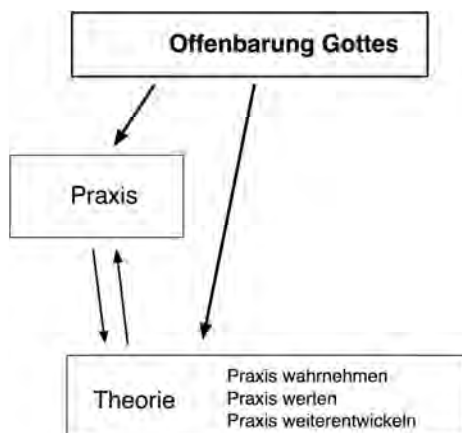 Offenbarung Gottes
Praxis
Theorie
Praxis wahrnehmen
Praxis werten
Praxis weiterentwickeln